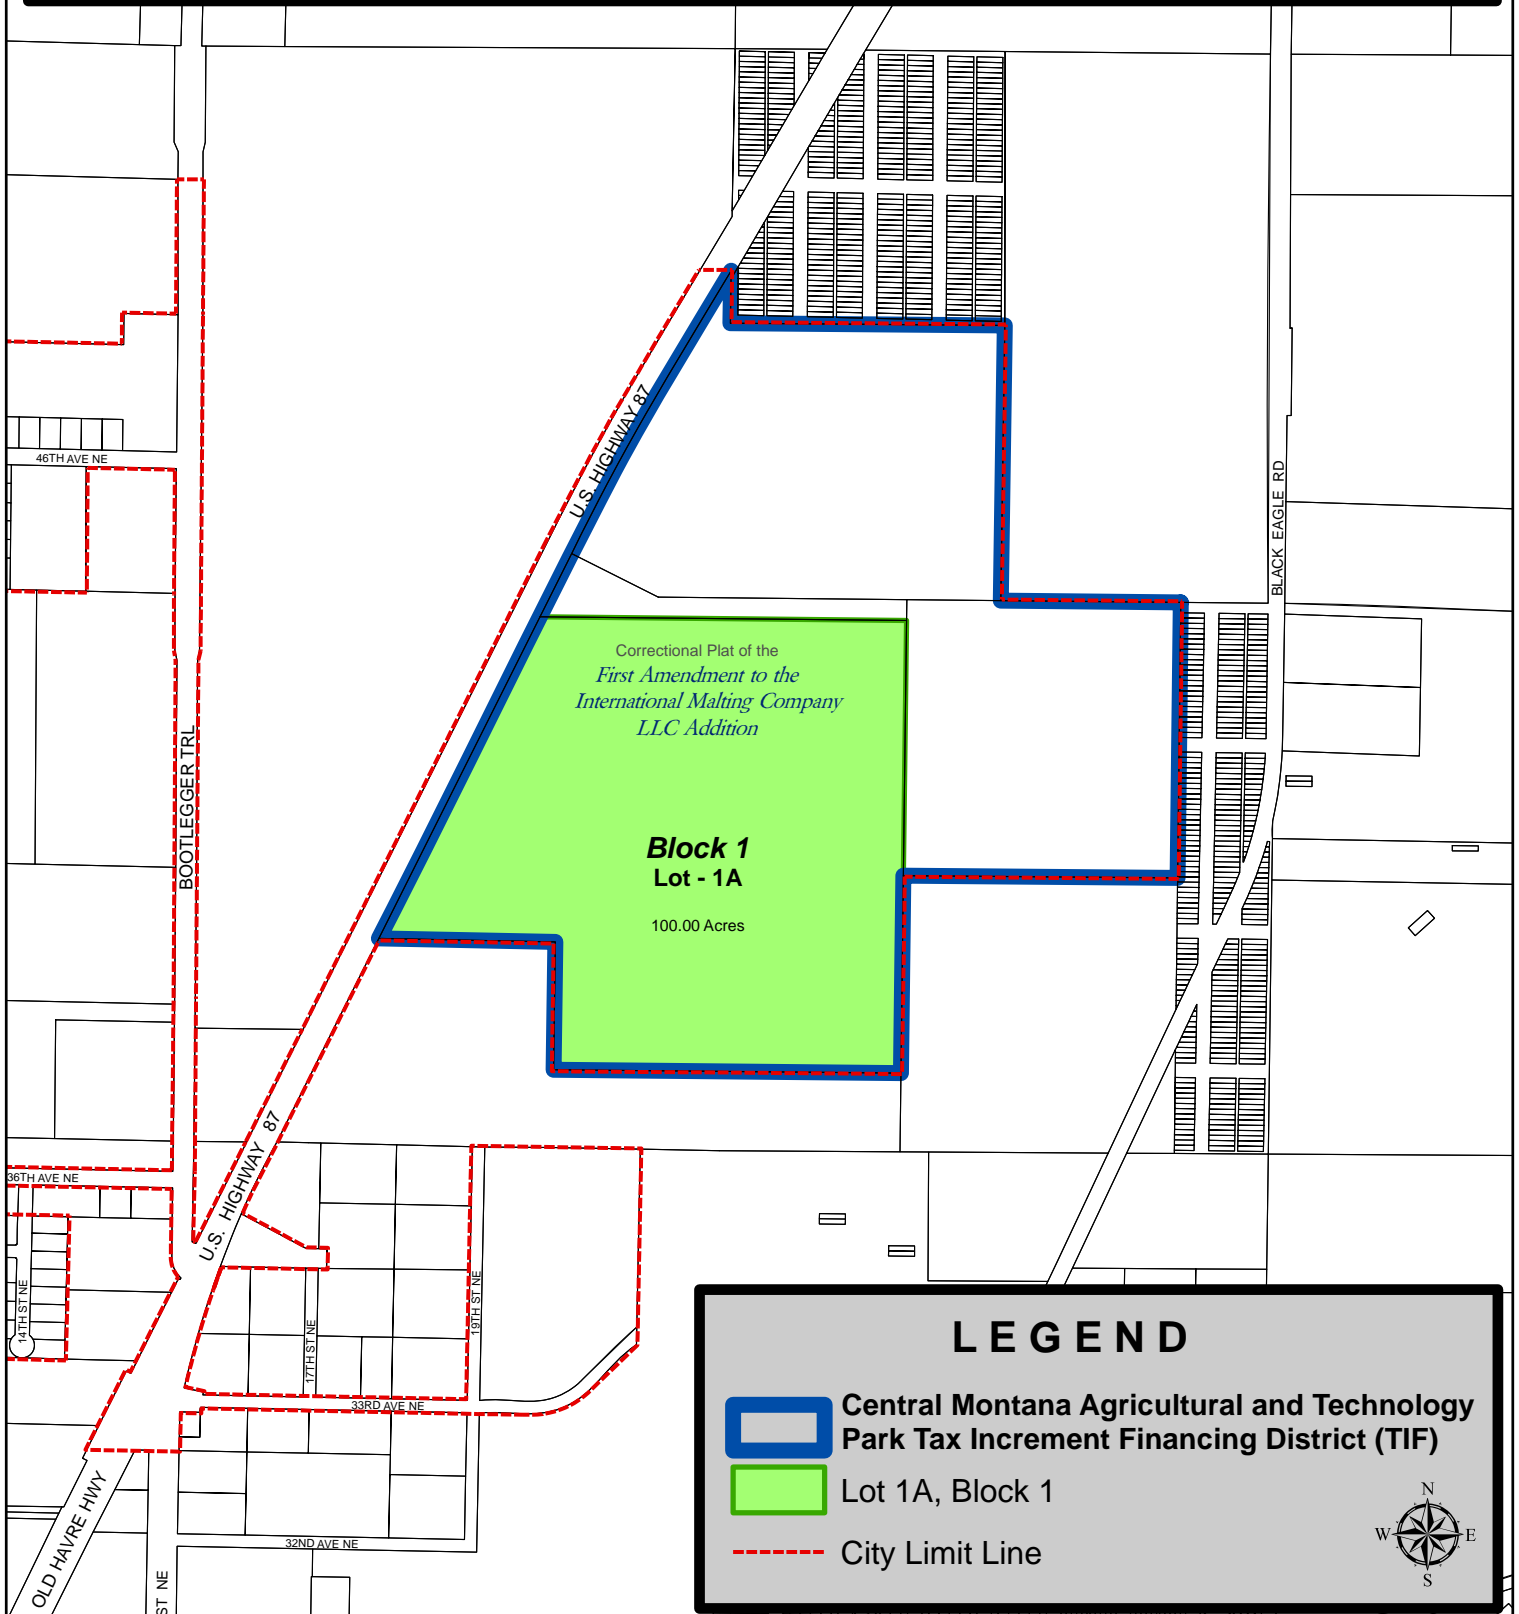 46TH AVE NE
U.S. HIGHWAY 87
BLACK EAGLE RD
Correctional Plat of the
First Amendment to the
International Malting Company
LLC Addition
BOOTLEGGER TRL
Block 1
Lot - 1A
100.00 Acres
U.S. HIGHWAY 87
36TH AVE NE
14TH ST NE
17TH ST NE
19TH ST NE
33RD AVE NE
OLD HAVRE HWY
32ND AVE NE
ST NE
LEGEND
Central Montana Agricultural and Technology
Park Tax Increment Financing District (TIF)
Lot 1A, Block 1
City Limit Line
N
W E
S